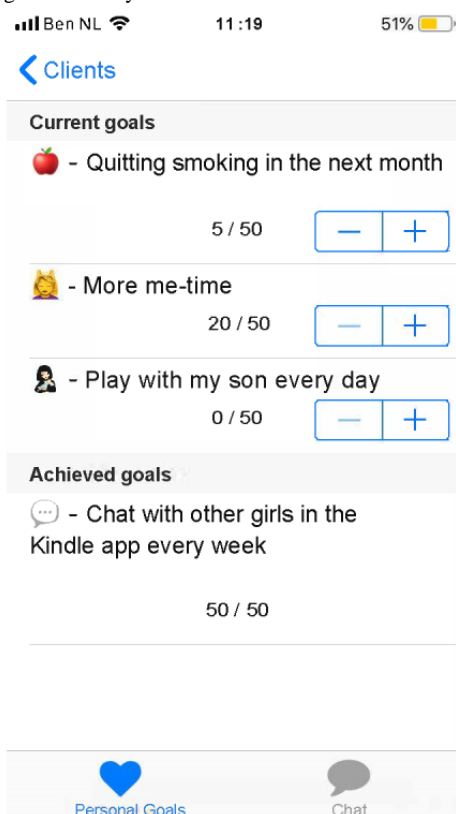 Ben NL 11:19 51%
Clients
Current goals
- Quitting smoking in the next month
5 / 50 − +
- More me-time
20 / 50 − +
- Play with my son every day
0 / 50 − +
Achieved goals
- Chat with other girls in the
Kindle app every week
50 / 50
Personal Goals Chat